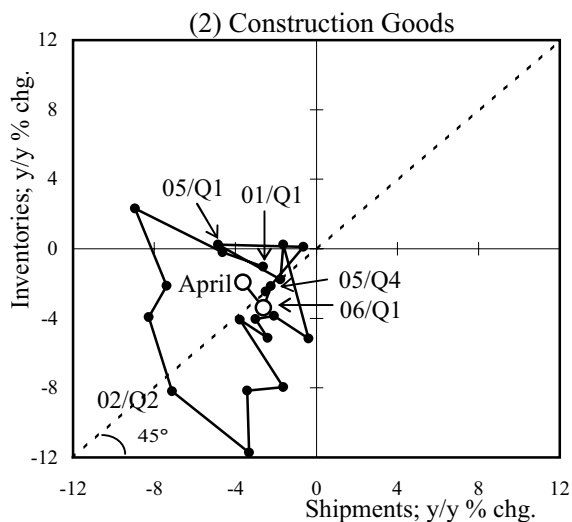 (2) Construction Goods
Inventories; y/y % chg.
12
8
4
0
-4
-8
-12
05/Q1
01/Q1
April
05/Q4
06/Q1
02/Q2
45°
-12
-8
-4
0
4
8
12
Shipments; y/y % chg.